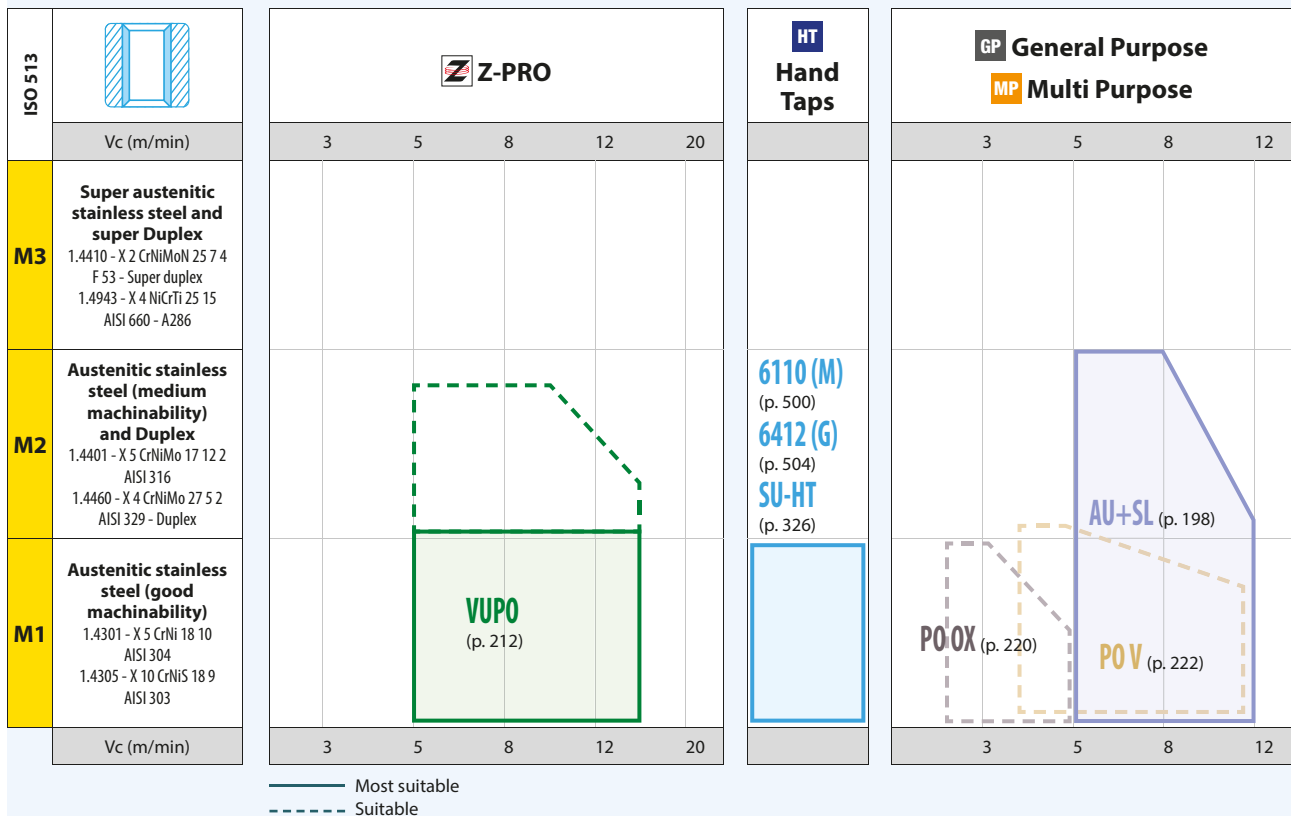 ISO 513
Z-PRO
HT
Hand
Taps
GP General Purpose
MP Multi Purpose
Vc (m/min)
3 5 8 12 20
3 5 8 12
M3
Super austenitic
stainless steel and
super Duplex
1.4410 - X 2 CrNiMoN 25 7 4
F 53 - Super duplex
1.4943 - X 4 NiCrTi 25 15
AISI 660 - A286
M2
Austenitic stainless
steel (medium
machinability)
and Duplex
1.4401 - X 5 CrNiMo 17 12 2
AISI 316
1.4460 - X 4 CrNiMo 27 5 2
AISI 329 - Duplex
6110 (M)
(p. 500)
6412 (G)
(p. 504)
SU-HT
(p. 326)
AU+SL (p. 198)
M1
Austenitic stainless
steel (good
machinability)
1.4301 - X 5 CrNi 18 10
AISI 304
1.4305 - X 10 CrNiS 18 9
AISI 303
VUPO
(p. 212)
PO OX (p. 220)
PO V (p. 222)
Vc (m/min)
3 5 8 12 20
3 5 8 12
Most suitable
Suitable